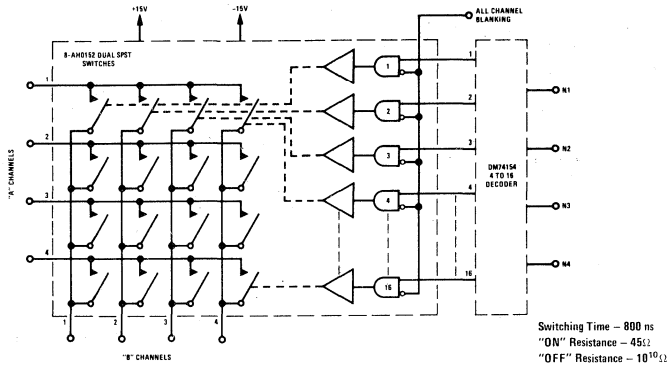 +15V
-15V
ALL CHANNEL
BLANKING
8-AH0152 DUAL SPST
SWITCHES
1
2
3
4
"A" CHANNELS
1
2
3
4
"B" CHANNELS
1
2
3
4
16
1
2
3
4
16
DM74154
4 TO 16
DECODER
N1
N2
N3
N4
Switching Time – 800 ns
"ON" Resistance – 45Ω
"OFF" Resistance – 10¹⁰Ω